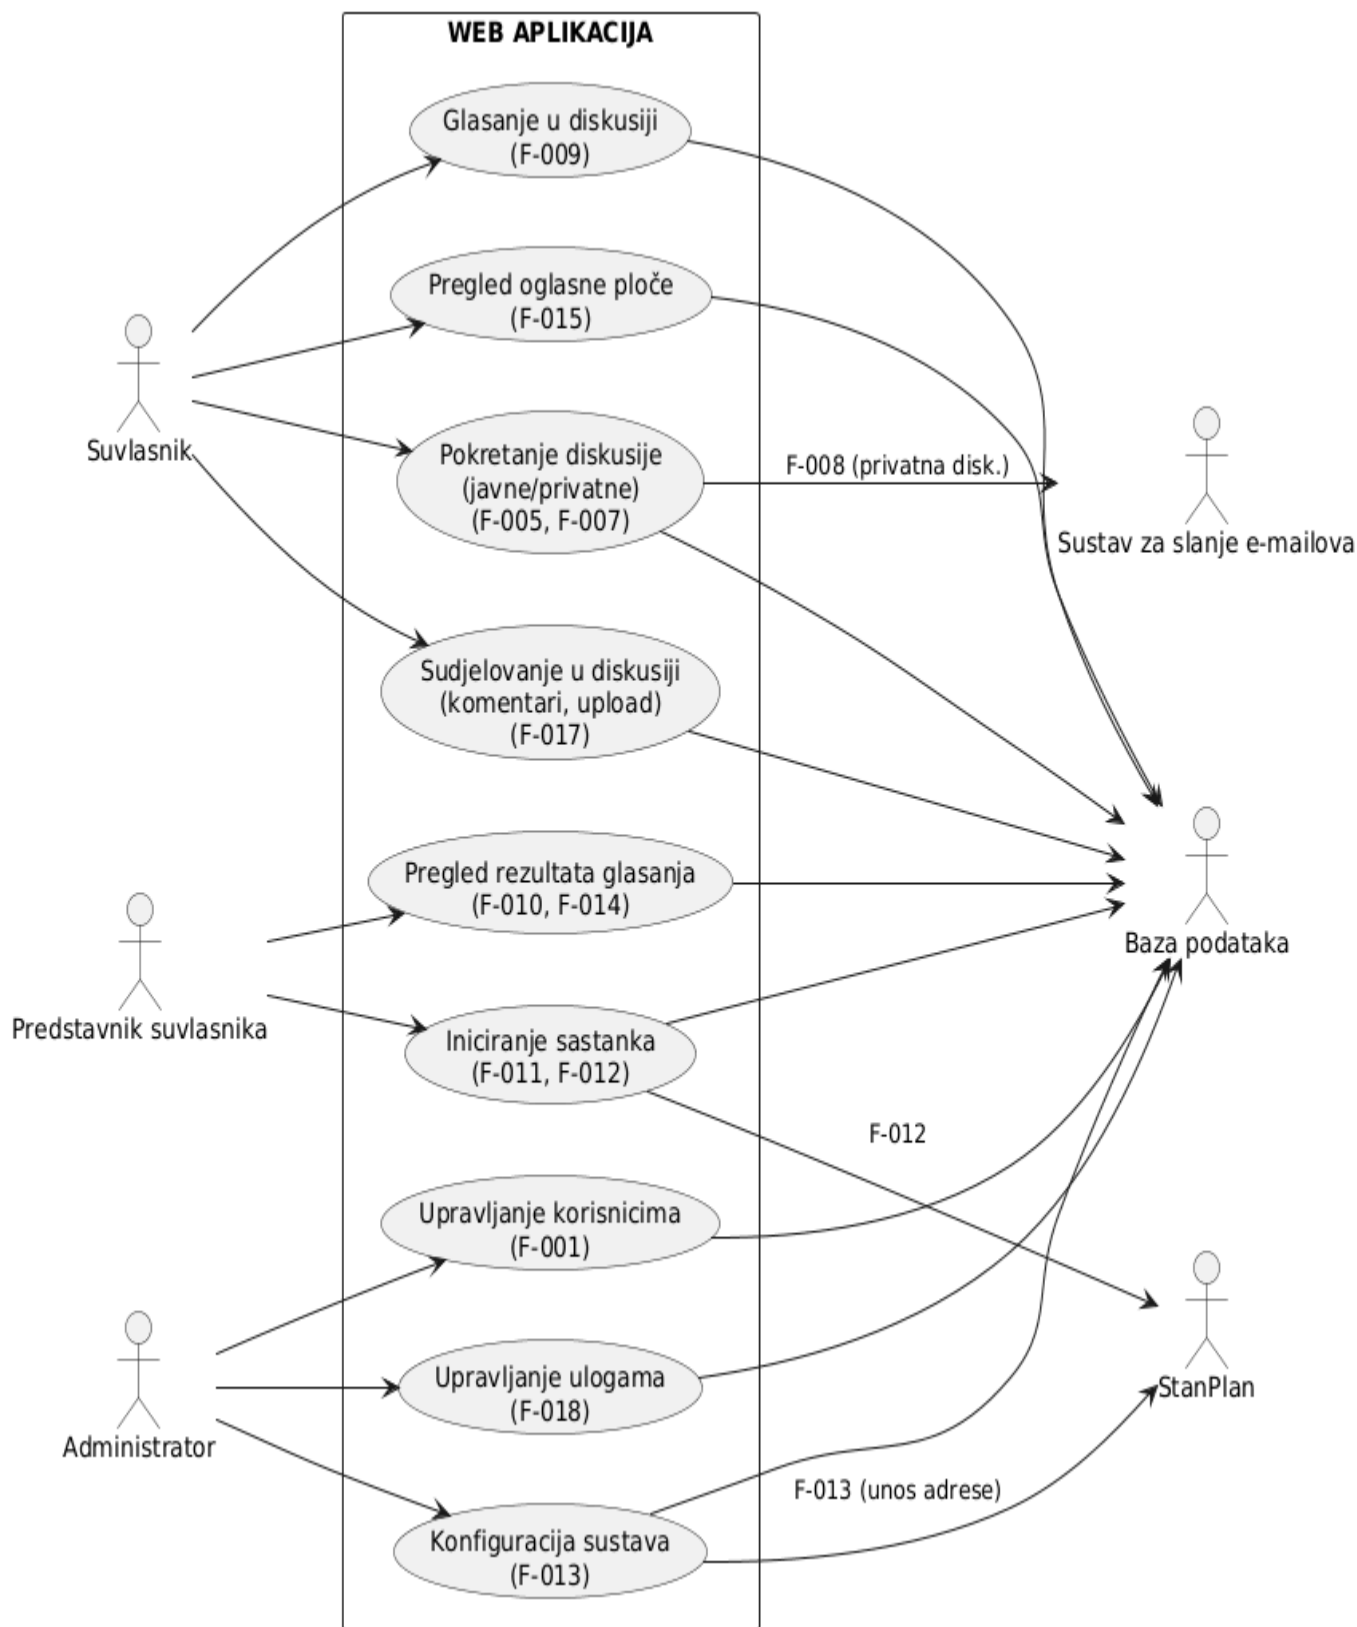 WEB APLIKACIJA
Glasanje u diskusiji
(F-009)
Pregled oglasne ploče
(F-015)
Suvlasnik
Pokretanje diskusije
(javne/privatne)
(F-005, F-007)
F-008 (privatna disk.)
Sustav za slanje e-mailova
Sudjelovanje u diskusiji
(komentari, upload)
(F-017)
Pregled rezultata glasanja
(F-010, F-014)
Baza podataka
Predstavnik suvlasnika
Iniciranje sastanka
(F-011, F-012)
F-012
Upravljanje korisnicima
(F-001)
Upravljanje ulogama
(F-018)
StanPlan
Administrator
F-013 (unos adrese)
Konfiguracija sustava
(F-013)